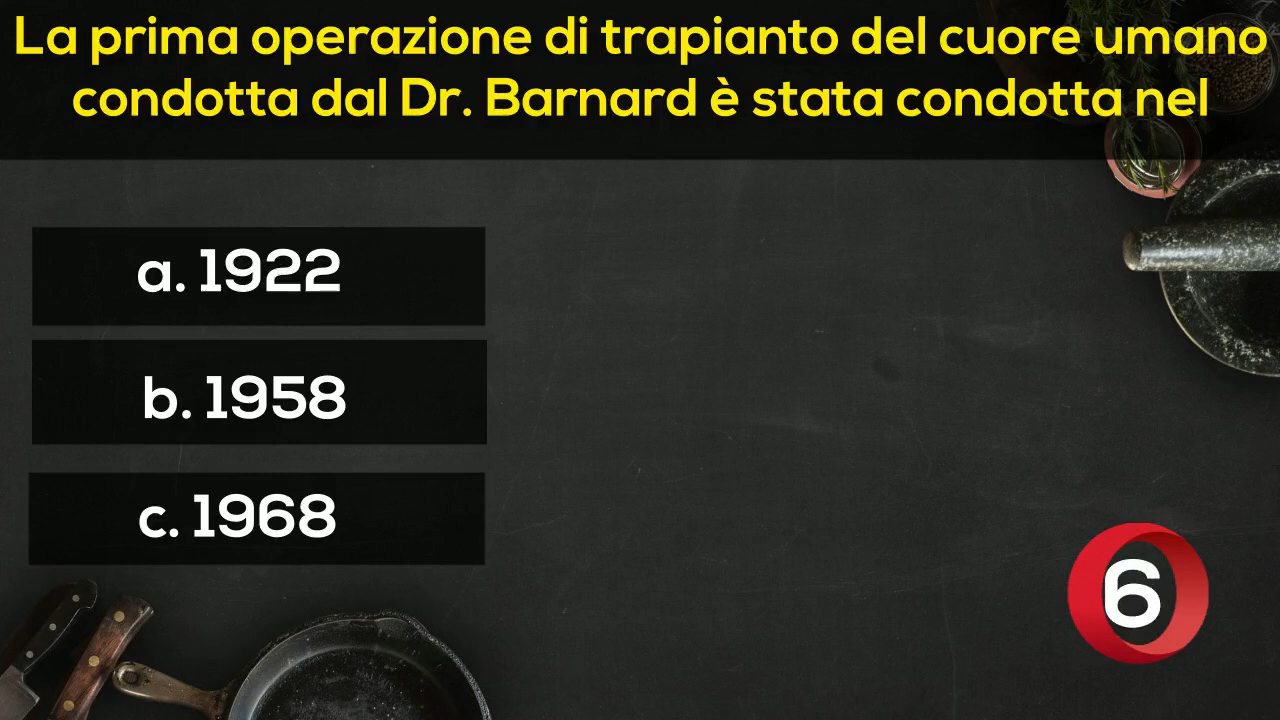 La prima operazione di trapianto del cuore umano
condotta dal Dr. Barnard è stata condotta nel
a. 1922
b. 1958
c. 1968
6